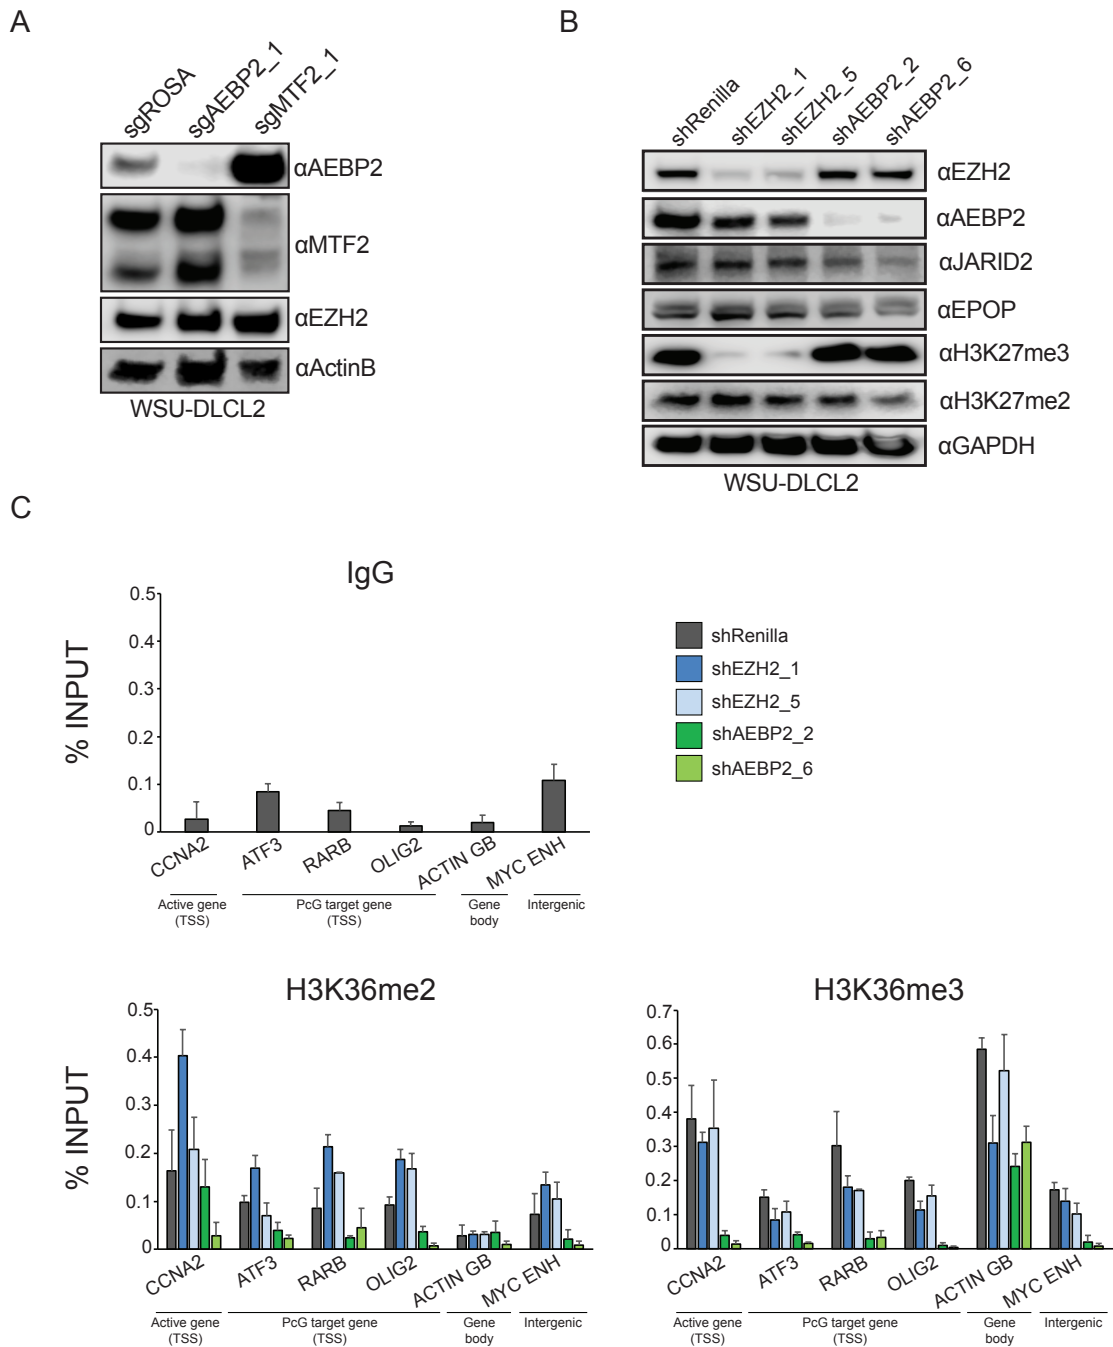 A
sgROSA
sgAEBP2_1
sgMTF2_1
αAEBP2
αMTF2
αEZH2
αActinB
WSU-DLCL2
B
shRenilla
shEZH2_1
shEZH2_5
shAEBP2_2
shAEBP2_6
αEZH2
αAEBP2
αJARID2
αEPOP
αH3K27me3
αH3K27me2
αGAPDH
WSU-DLCL2
C
IgG
% INPUT
0.5
0.4
0.3
0.2
0.1
0
CCNA2
ATF3
RARB
OLIG2
ACTIN GB
MYC ENH
Active gene
(TSS)
PcG target gene
(TSS)
Gene
body
Intergenic
shRenilla
shEZH2_1
shEZH2_5
shAEBP2_2
shAEBP2_6
H3K36me2
% INPUT
0.5
0.4
0.3
0.2
0.1
0
CCNA2
ATF3
RARB
OLIG2
ACTIN GB
MYC ENH
Active gene
(TSS)
PcG target gene
(TSS)
Gene
body
Intergenic
H3K36me3
0.7
0.6
0.5
0.4
0.3
0.2
0.1
0
CCNA2
ATF3
RARB
OLIG2
ACTIN GB
MYC ENH
Active gene
(TSS)
PcG target gene
(TSS)
Gene
body
Intergenic